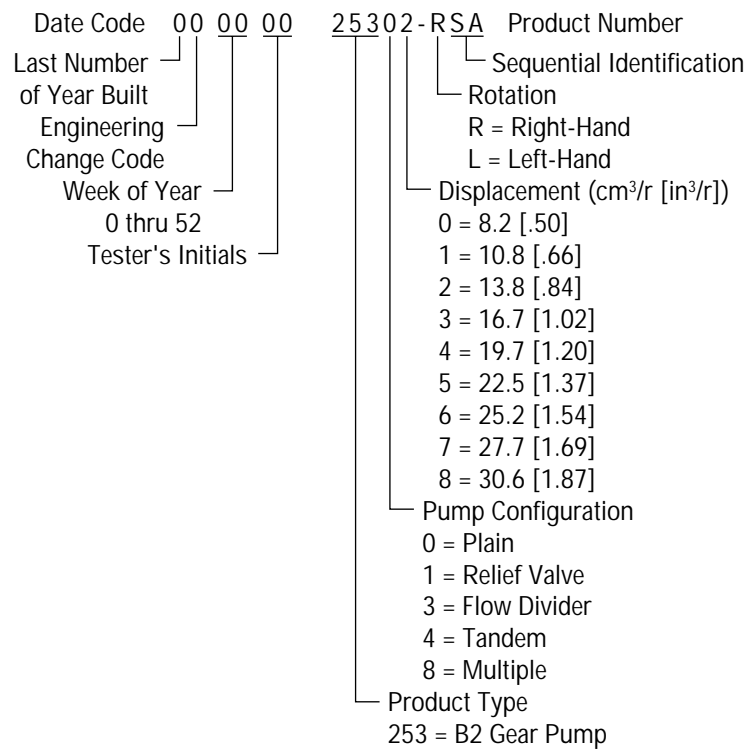 Date Code 00 00 00 25302-RSA Product Number
Last Number
of Year Built
Engineering
Change Code
Week of Year
0 thru 52
Tester's Initials
Sequential Identification
Rotation
R = Right-Hand
L = Left-Hand
Displacement (cm³/r [in³/r])
0 = 8.2 [.50]
1 = 10.8 [.66]
2 = 13.8 [.84]
3 = 16.7 [1.02]
4 = 19.7 [1.20]
5 = 22.5 [1.37]
6 = 25.2 [1.54]
7 = 27.7 [1.69]
8 = 30.6 [1.87]
Pump Configuration
0 = Plain
1 = Relief Valve
3 = Flow Divider
4 = Tandem
8 = Multiple
Product Type
253 = B2 Gear Pump